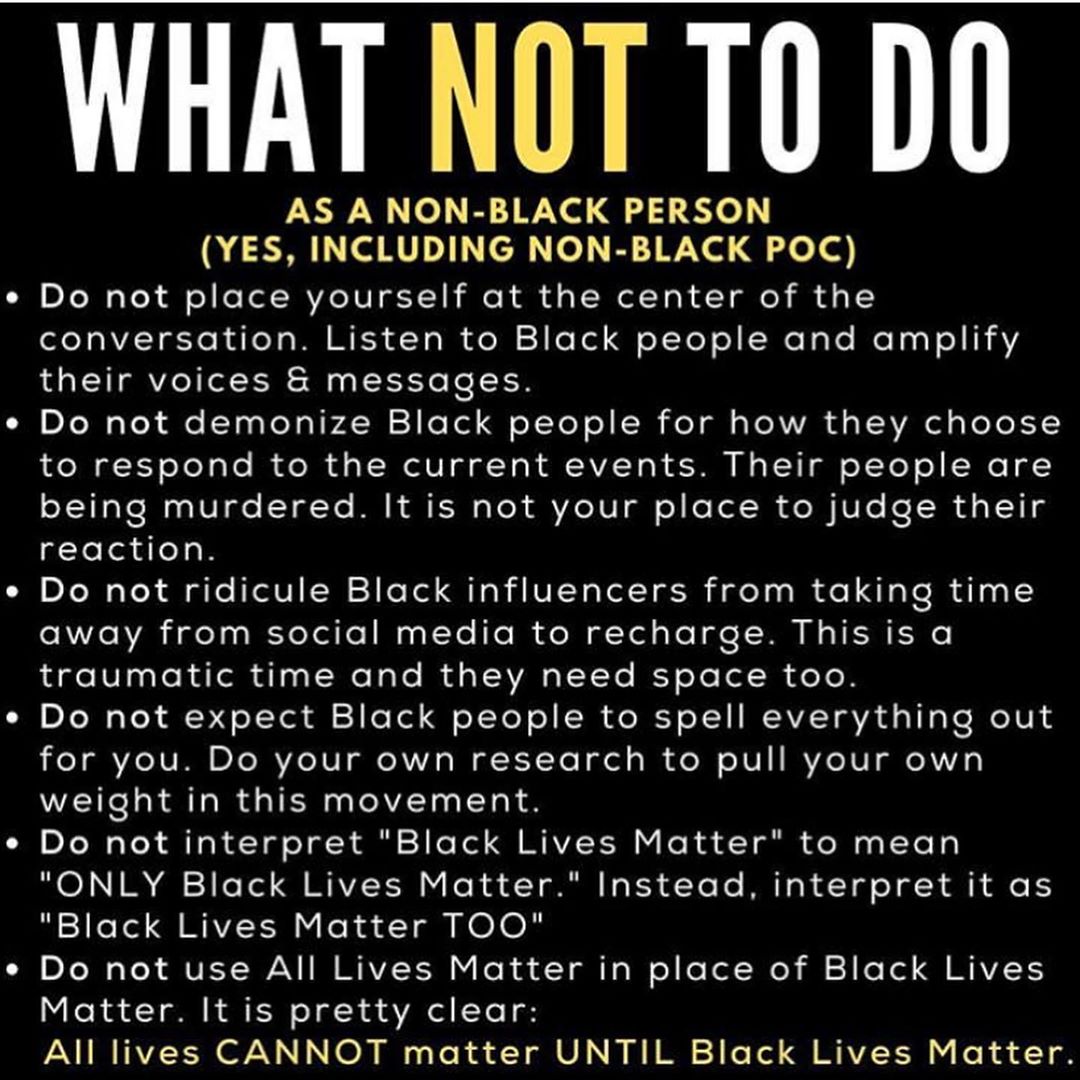 WHAT NOT TO DO
AS A NON-BLACK PERSON
(YES, INCLUDING NON-BLACK POC)
• Do not place yourself at the center of the
conversation. Listen to Black people and amplify
their voices & messages.
• Do not demonize Black people for how they choose
to respond to the current events. Their people are
being murdered. It is not your place to judge their
reaction.
• Do not ridicule Black influencers from taking time
away from social media to recharge. This is a
traumatic time and they need space too.
• Do not expect Black people to spell everything out
for you. Do your own research to pull your own
weight in this movement.
• Do not interpret "Black Lives Matter" to mean
"ONLY Black Lives Matter." Instead, interpret it as
"Black Lives Matter TOO"
• Do not use All Lives Matter in place of Black Lives
Matter. It is pretty clear:
All lives CANNOT matter UNTIL Black Lives Matter.